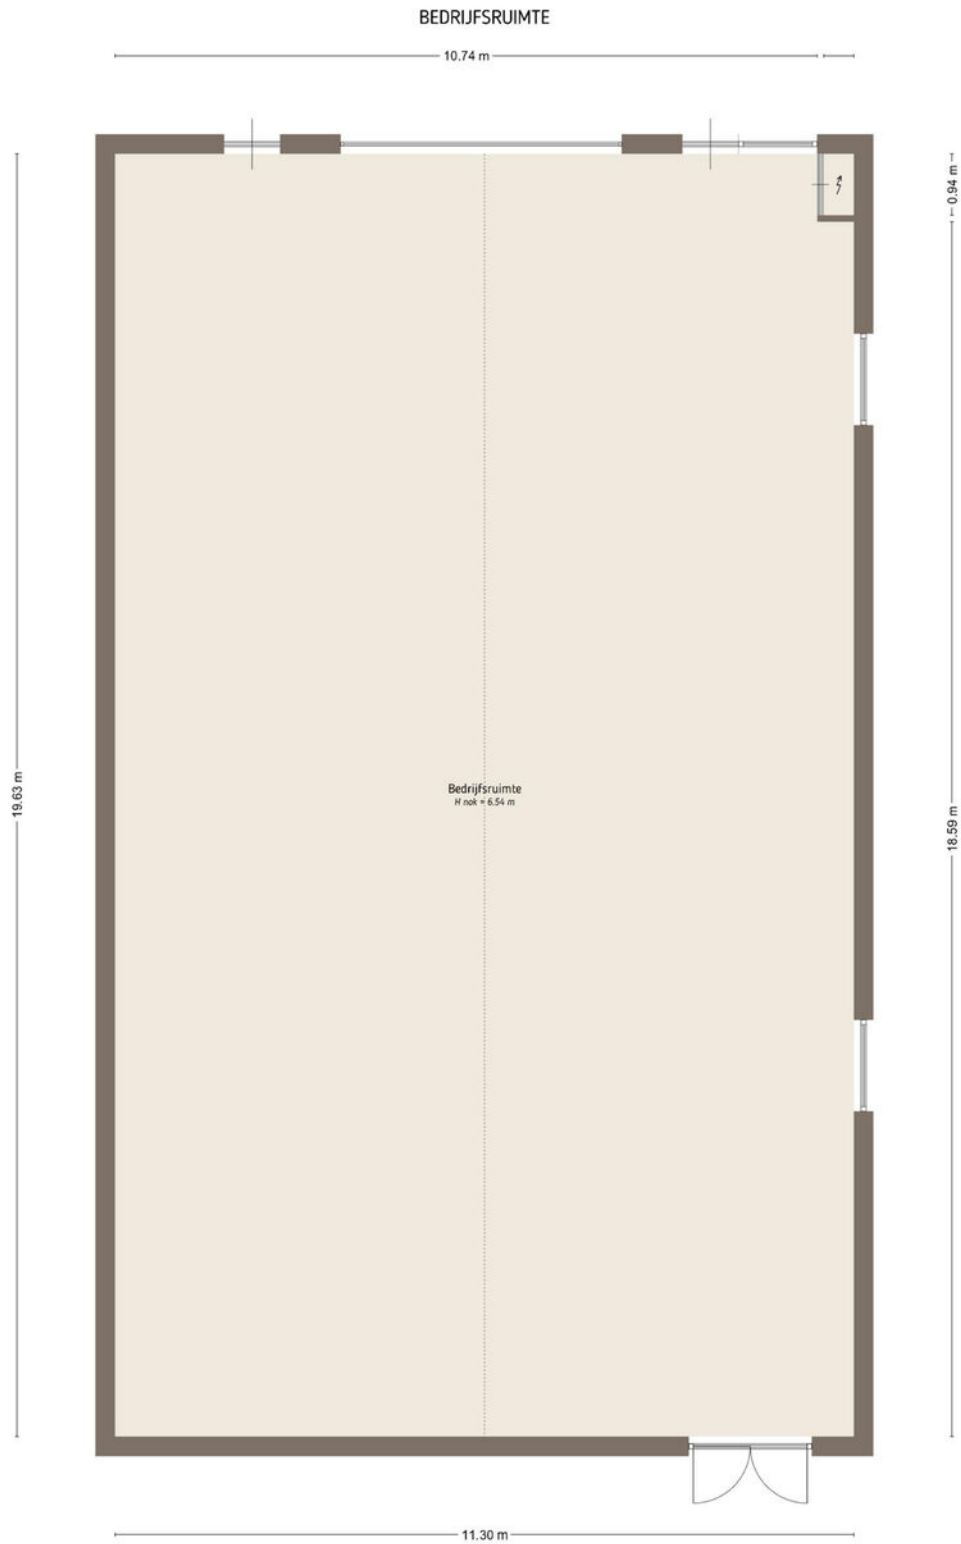 BEDRIJFSRUIMTE
10.74 m
0.94 m
19.63 m
Bedrijfsruimte
H nok = 6.54 m
18.59 m
11.30 m